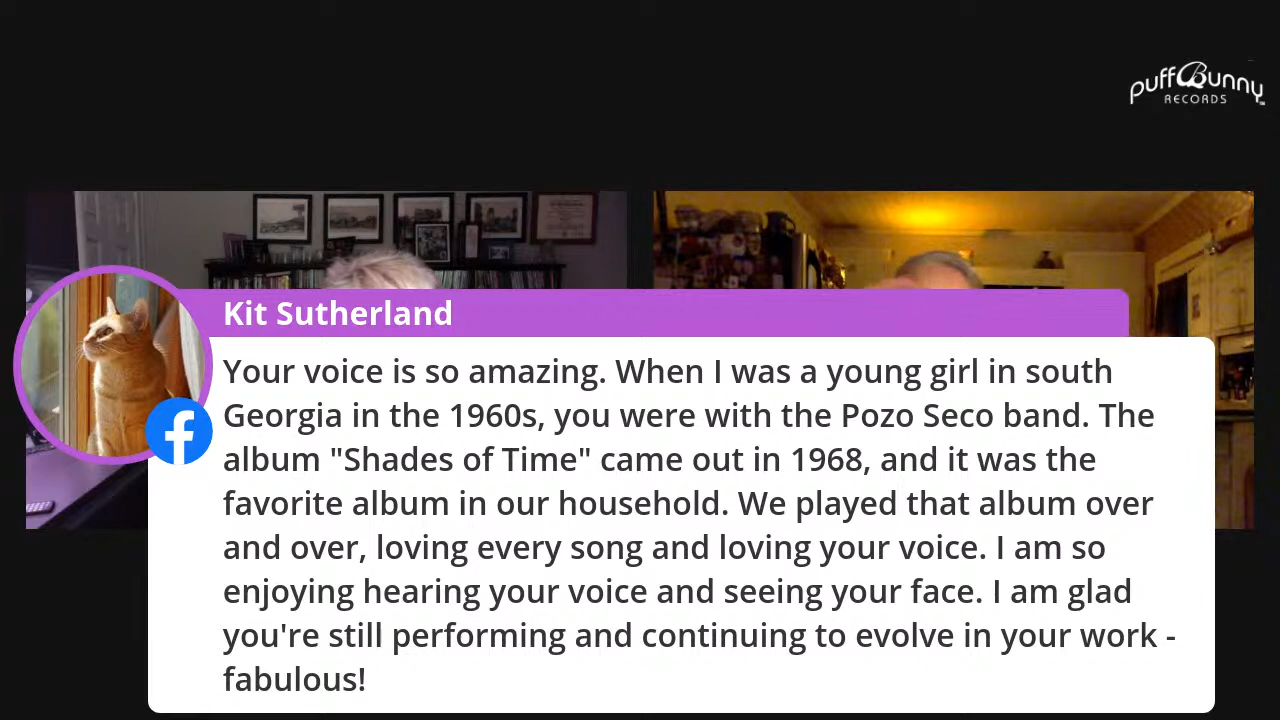 puffBunny
RECORDS
Kit Sutherland
Your voice is so amazing. When I was a young girl in south
Georgia in the 1960s, you were with the Pozo Seco band. The
album "Shades of Time" came out in 1968, and it was the
favorite album in our household. We played that album over
and over, loving every song and loving your voice. I am so
enjoying hearing your voice and seeing your face. I am glad
you're still performing and continuing to evolve in your work -
fabulous!